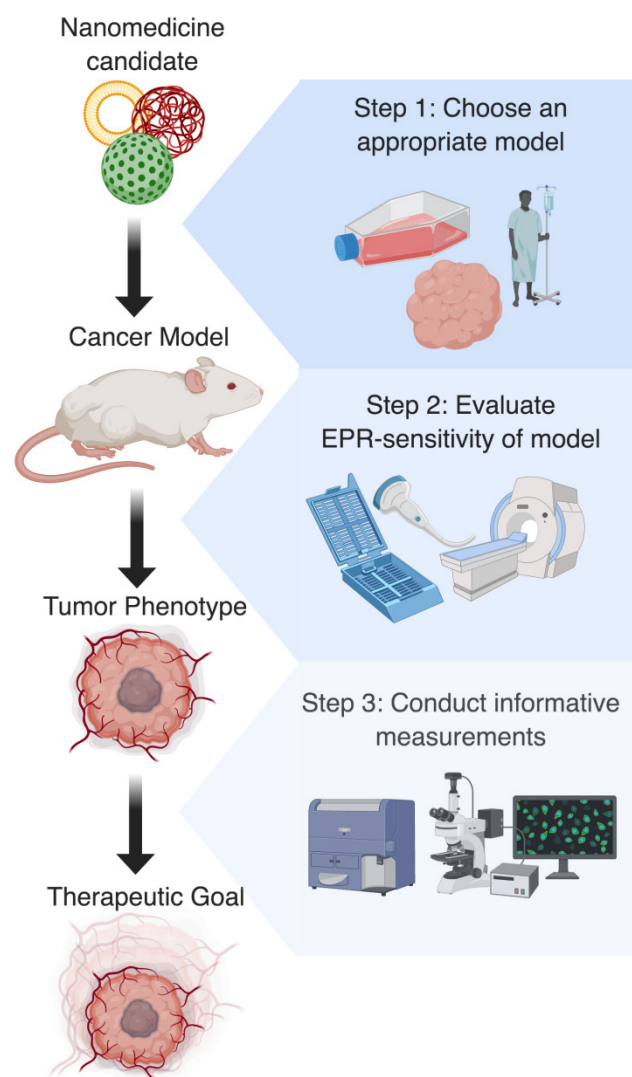 Nanomedicine
candidate
Step 1: Choose an
appropriate model
Cancer Model
Step 2: Evaluate
EPR-sensitivity of model
Tumor Phenotype
Step 3: Conduct informative
measurements
Therapeutic Goal